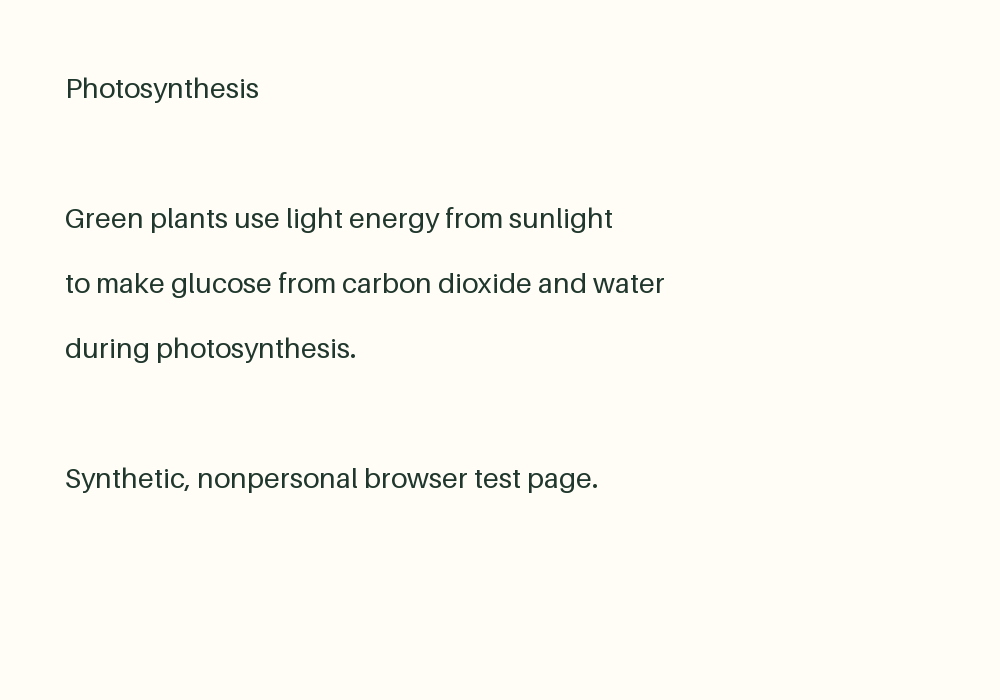 Photosynthesis
Green plants use light energy from sunlight
to make glucose from carbon dioxide and water
during photosynthesis.
Synthetic, nonpersonal browser test page.